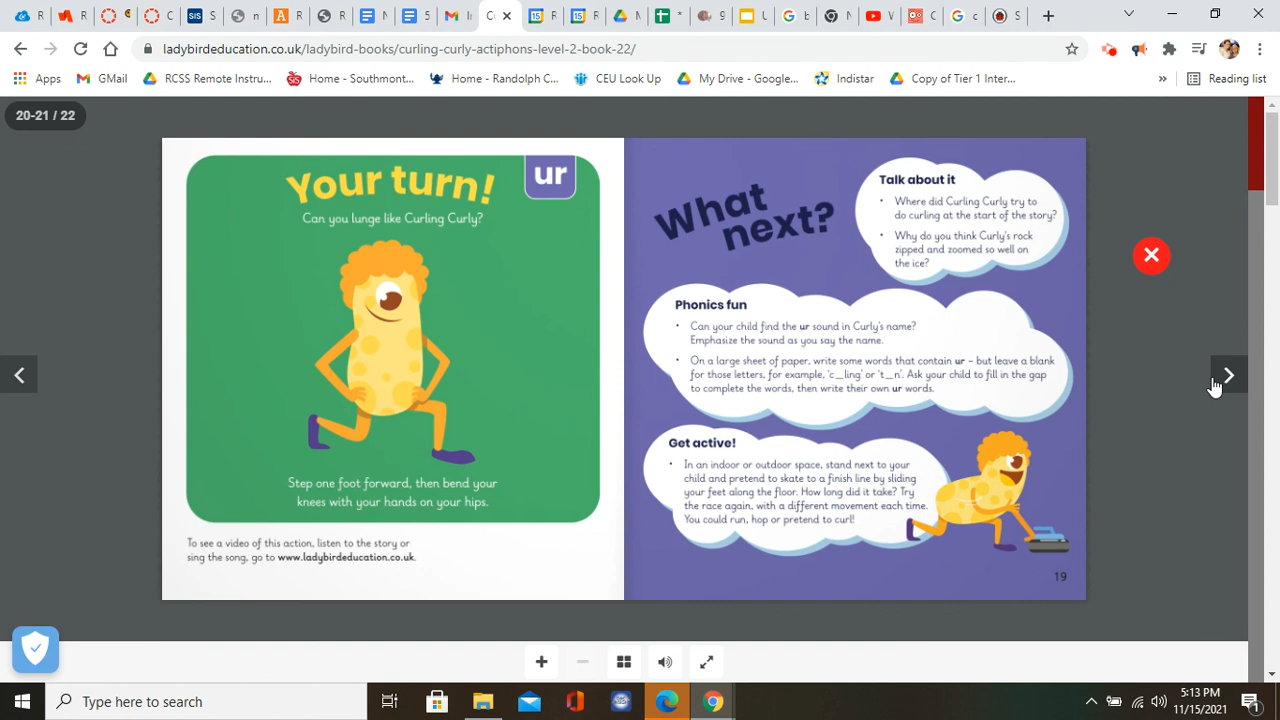 R
C
C
SIS S
n
R
R
N
5
In
C
R
R
N
*
9
U
b
N
W
C
c
S
ladybirdeducation.co.uk/ladybird-books/curling-curly-actiphons-level-2-book-22/
Apps
GMail
RCSS Remote Instru...
Home - Southmont...
Home - Randolph C...
CEU Look Up
My Drive - Google...
Indistar
Copy of Tier 1 Inter...
»
Reading list
20-21 / 22
Your turn!
ur
Can you lunge like Curling Curly?
Step one foot forward, then bend your
knees with your hands on your hips.
To see a video of this action, listen to the story or
sing the song, go to www.ladybirdeducation.co.uk.
What
next?
Talk about it
• Where did Curling Curly try to
do curling at the start of the story?
• Why do you think Curly's rock
zipped and zoomed so well on
the ice?
Phonics fun
• Can your child find the ur sound in Curly's name?
Emphasize the sound as you say the name.
• On a large sheet of paper, write some words that contain ur – but leave a blank
for those letters, for example, 'c__ling' or 't__n'. Ask your child to fill in the gap
to complete the words, then write their own ur words.
Get active!
• In an indoor or outdoor space, stand next to your
child and pretend to skate to a finish line by sliding
your feet along the floor. How long did it take? Try
the race again, with a different movement each time.
You could run, hop or pretend to curl!
19
Type here to search
5:13 PM
11/15/2021